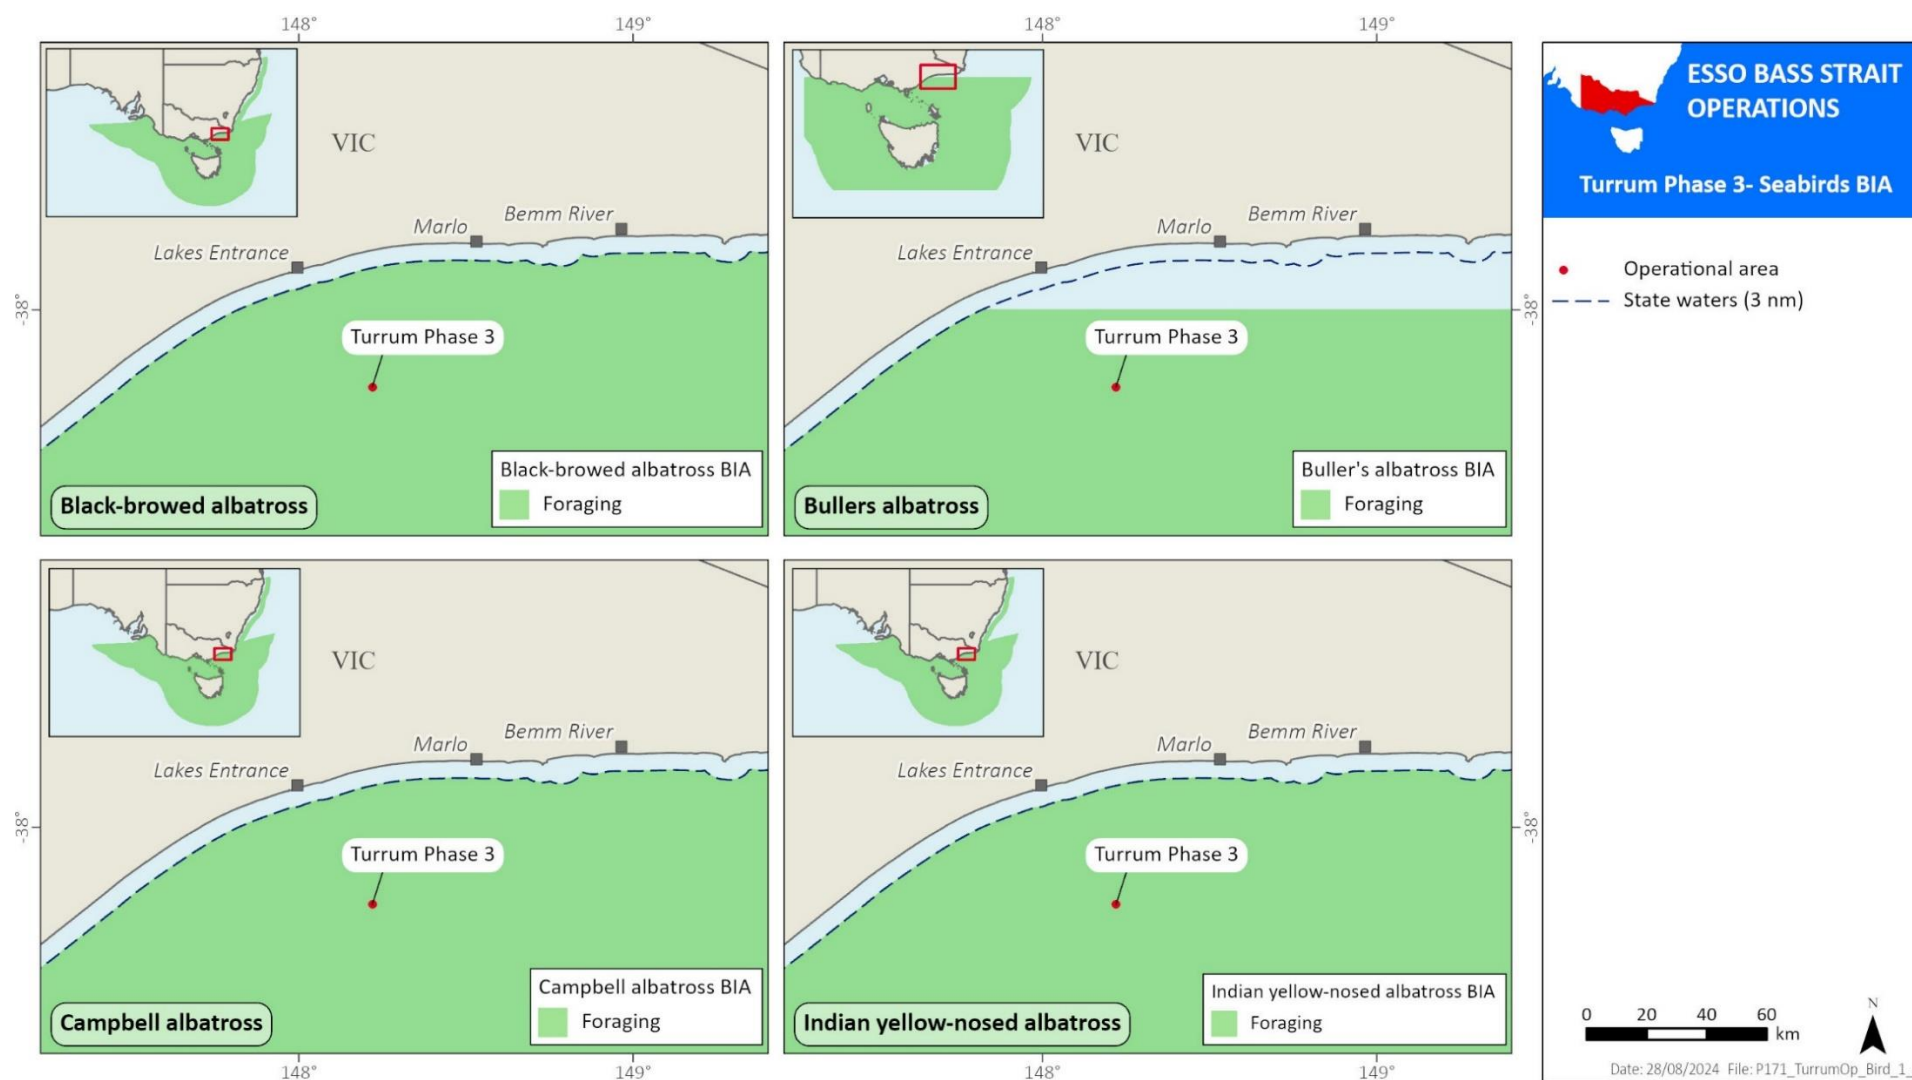 148°
149°
148°
149°
VIC
Bemm River
Marlo
Lakes Entrance
-38°
Turrum Phase 3
Black-browed albatross BIA
Foraging
Black-browed albatross
VIC
Bemm River
Marlo
Lakes Entrance
-38°
Turrum Phase 3
Buller's albatross BIA
Foraging
Bullers albatross
VIC
Bemm River
Marlo
Lakes Entrance
-38°
Turrum Phase 3
Campbell albatross BIA
Foraging
Campbell albatross
VIC
Bemm River
Marlo
Lakes Entrance
-38°
Turrum Phase 3
Indian yellow-nosed albatross BIA
Foraging
Indian yellow-nosed albatross
148°
149°
148°
149°
ESSO BASS STRAIT
OPERATIONS
Turrum Phase 3- Seabirds BIA
Operational area
State waters (3 nm)
N
0 20 40 60
km
Date: 28/08/2024 File: P171_TurrumOp_Bird_1_